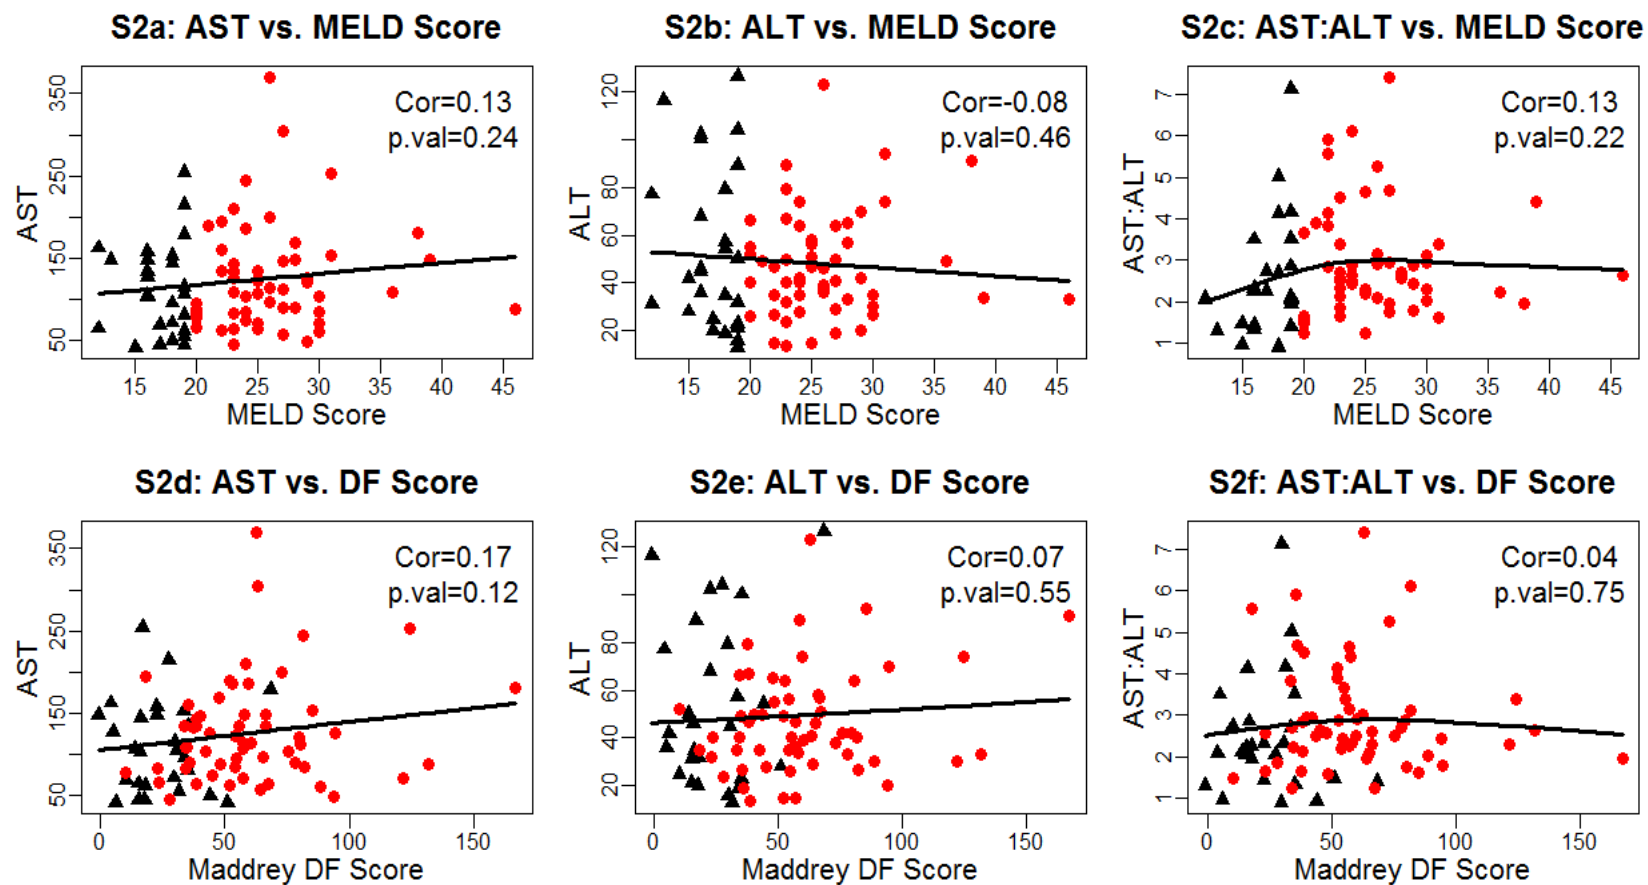 S2a: AST vs. MELD Score
Cor=0.13
p.val=0.24
AST
50
150
250
350
15
20
25
30
35
40
45
MELD Score
S2b: ALT vs. MELD Score
Cor=-0.08
p.val=0.46
ALT
20
40
60
80
120
15
20
25
30
35
40
45
MELD Score
S2c: AST:ALT vs. MELD Score
Cor=0.13
p.val=0.22
AST:ALT
1
2
3
4
5
6
7
15
20
25
30
35
40
45
MELD Score
S2d: AST vs. DF Score
Cor=0.17
p.val=0.12
AST
50
150
250
350
0
50
100
150
Maddrey DF Score
S2e: ALT vs. DF Score
Cor=0.07
p.val=0.55
ALT
20
40
60
80
120
0
50
100
150
Maddrey DF Score
S2f: AST:ALT vs. DF Score
Cor=0.04
p.val=0.75
AST:ALT
1
2
3
4
5
6
7
0
50
100
150
Maddrey DF Score